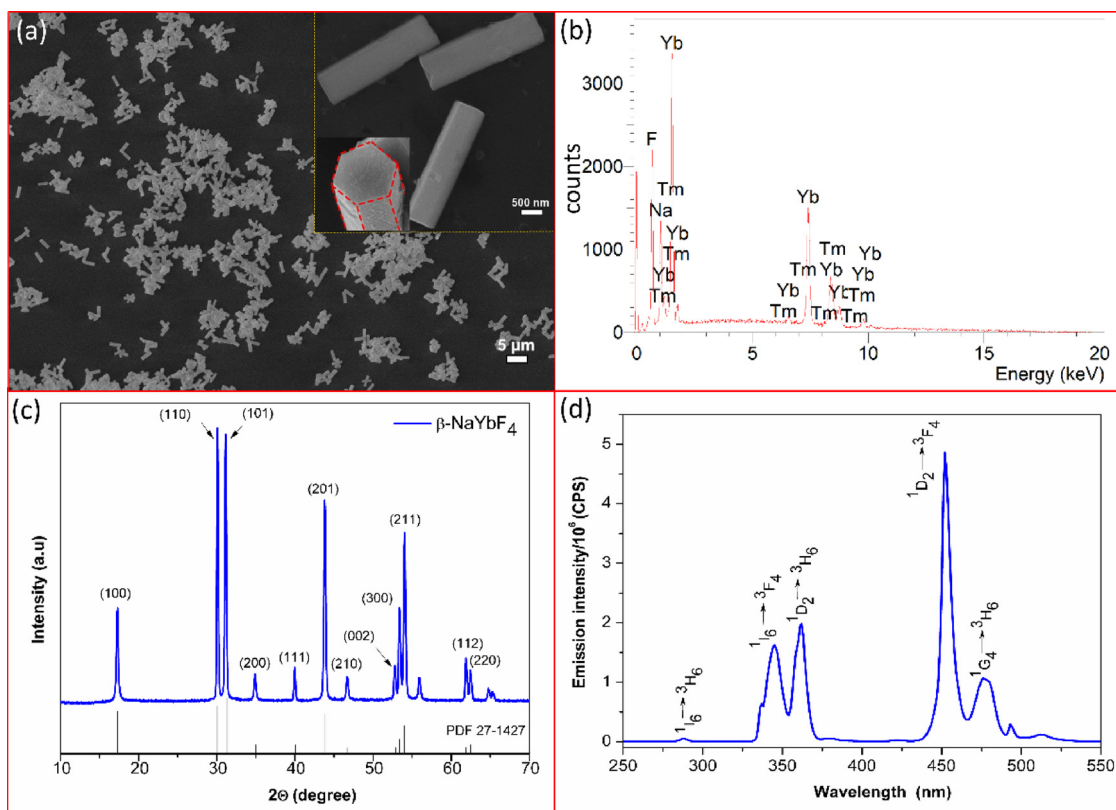 (a)
500 nm
5 µm
(b)
counts
3000
2000
1000
0
Yb
F
Tm
Na
Yb
Tm
Yb
Tm
Yb
Tm
Yb
Tm
Yb
Tm
Yb
Tm
Yb
Tm
Yb
Tm
0 5 10 15 20
Energy (keV)
(c)
β-NaYbF4
(100)
(110)
(101)
(200)
(111)
(201)
(210)
(002)
(300)
(211)
(112)
(220)
PDF 27-1427
Intensity (a.u)
10 20 30 40 50 60 70
2Θ (degree)
(d)
Emission intensity/10⁶ (CPS)
5
4
3
2
1
0
¹I₆→³H₆
¹I₆→³F₄
¹D₂→³H₆
¹D₂→³F₄
¹G₄→³H₆
250 300 350 400 450 500 550
Wavelength (nm)